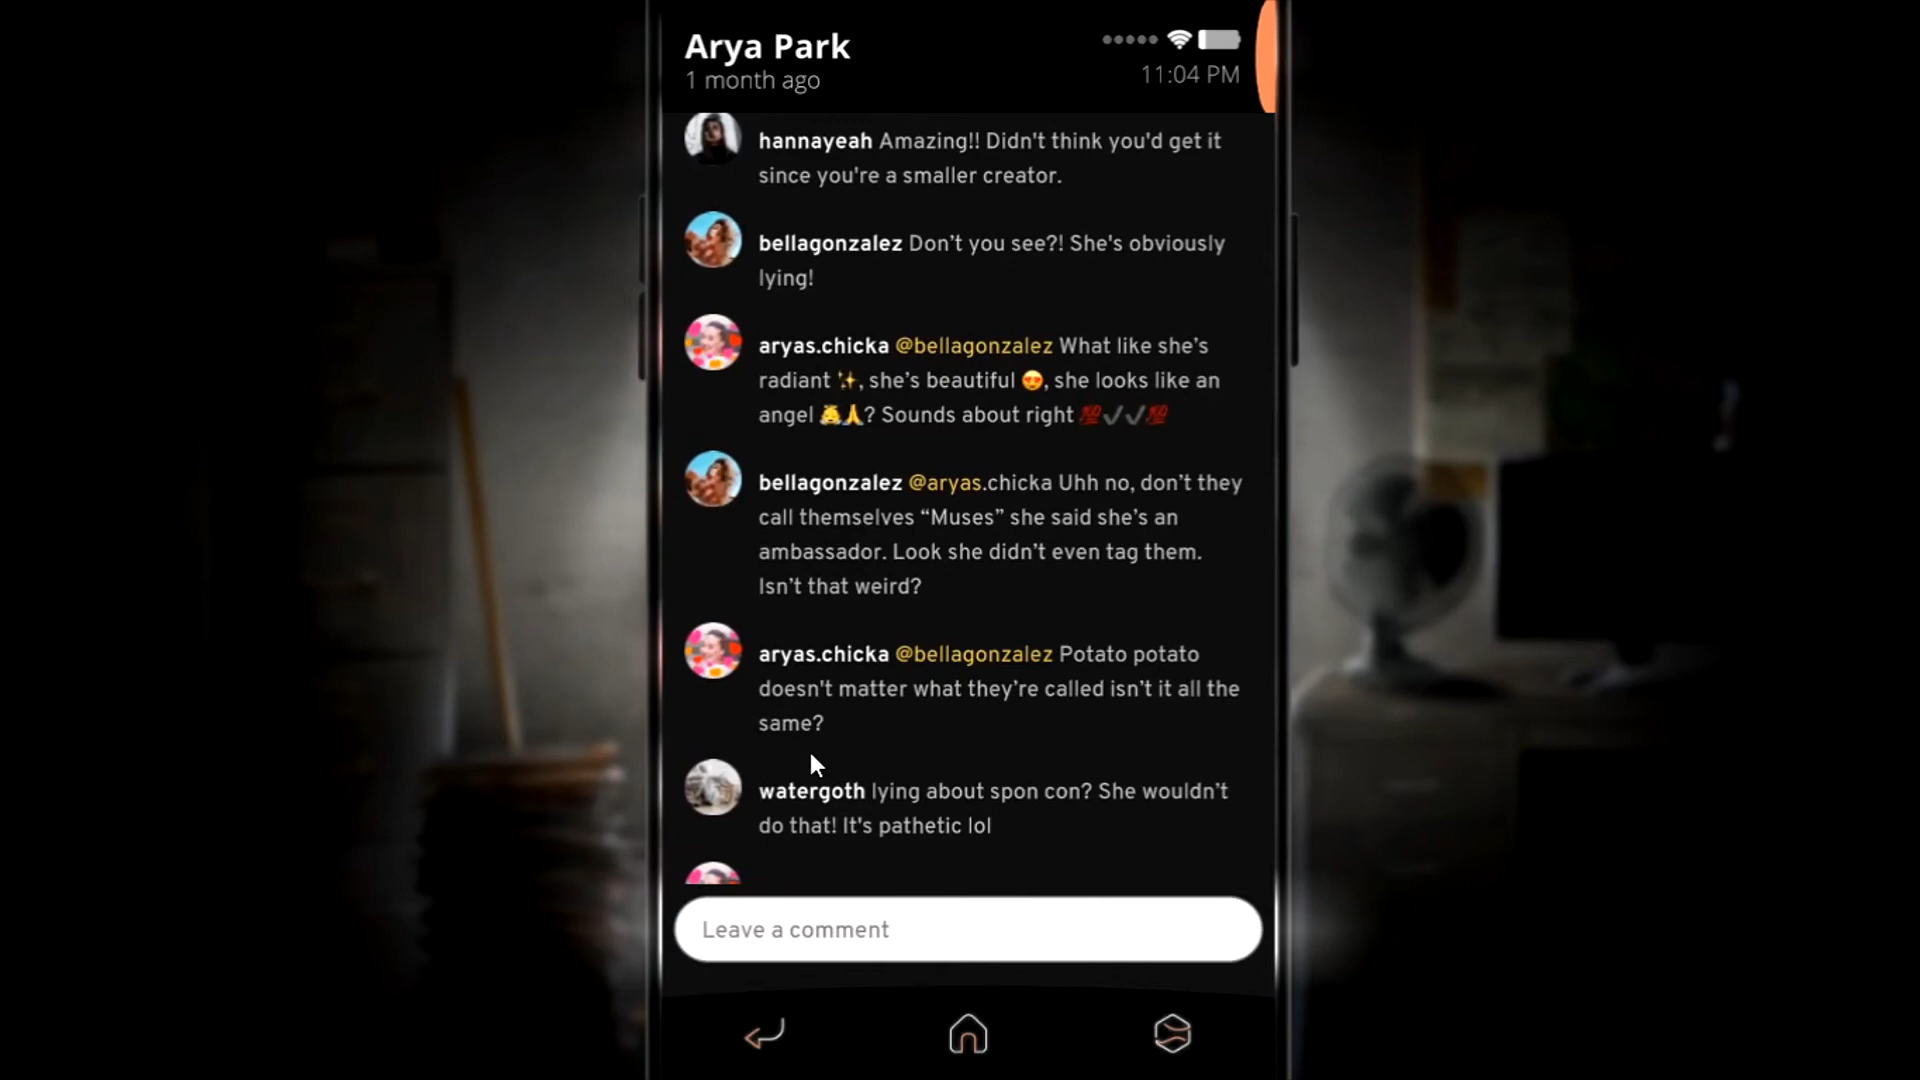 Arya Park
1 month ago
11:04 PM
hannayeah Amazing!! Didn't think you'd get it
since you're a smaller creator.
bellagonzalez Don’t you see?! She's obviously
lying!
aryas.chicka @bellagonzalez What like she’s
radiant ✨, she’s beautiful 😍, she looks like an
angel 👼🙏? Sounds about right 💯✔✔💯
bellagonzalez @aryas.chicka Uhh no, don’t they
call themselves “Muses” she said she’s an
ambassador. Look she didn’t even tag them.
Isn’t that weird?
aryas.chicka @bellagonzalez Potato potato
doesn't matter what they’re called isn’t it all the
same?
watergoth lying about spon con? She wouldn’t
do that! It's pathetic lol
Leave a comment